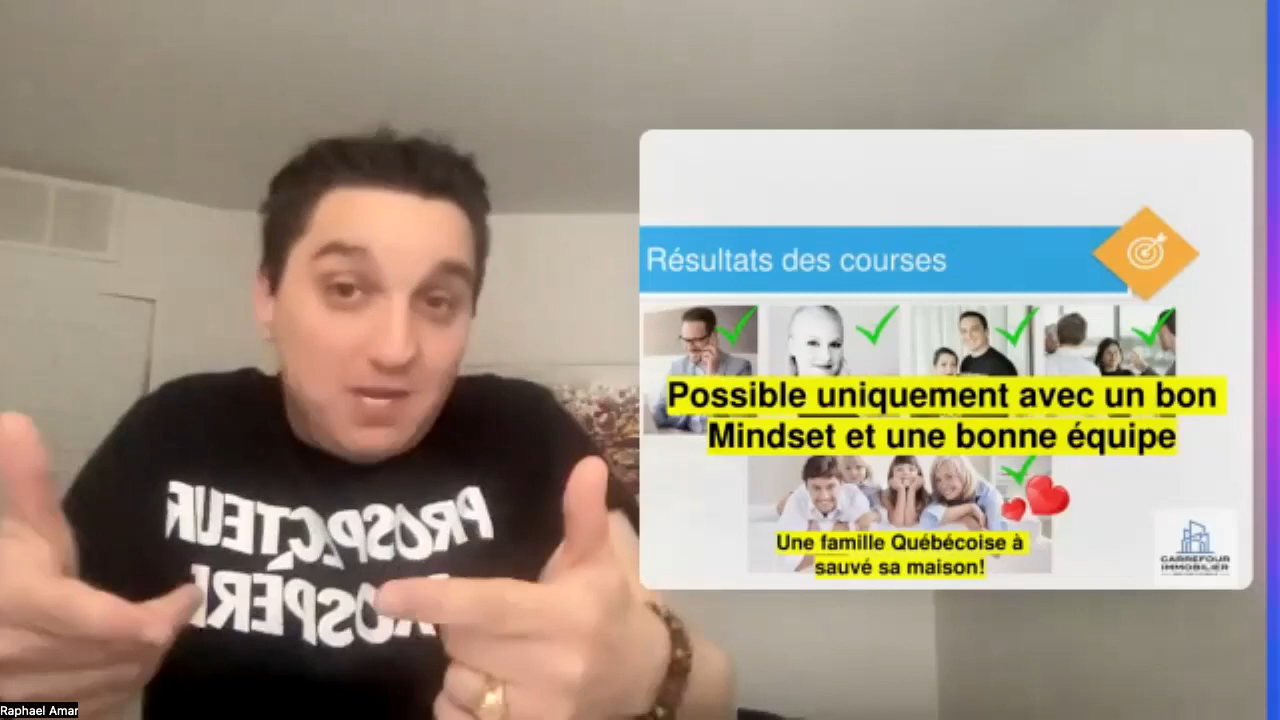 Résultats des courses
Possible uniquement avec un bon
Mindset et une bonne équipe
Une famille Québécoise à
sauvé sa maison!
CARREFOUR
IMMOBILIER
PROSPECTEUR
PROSPÈRE
Raphael Amar